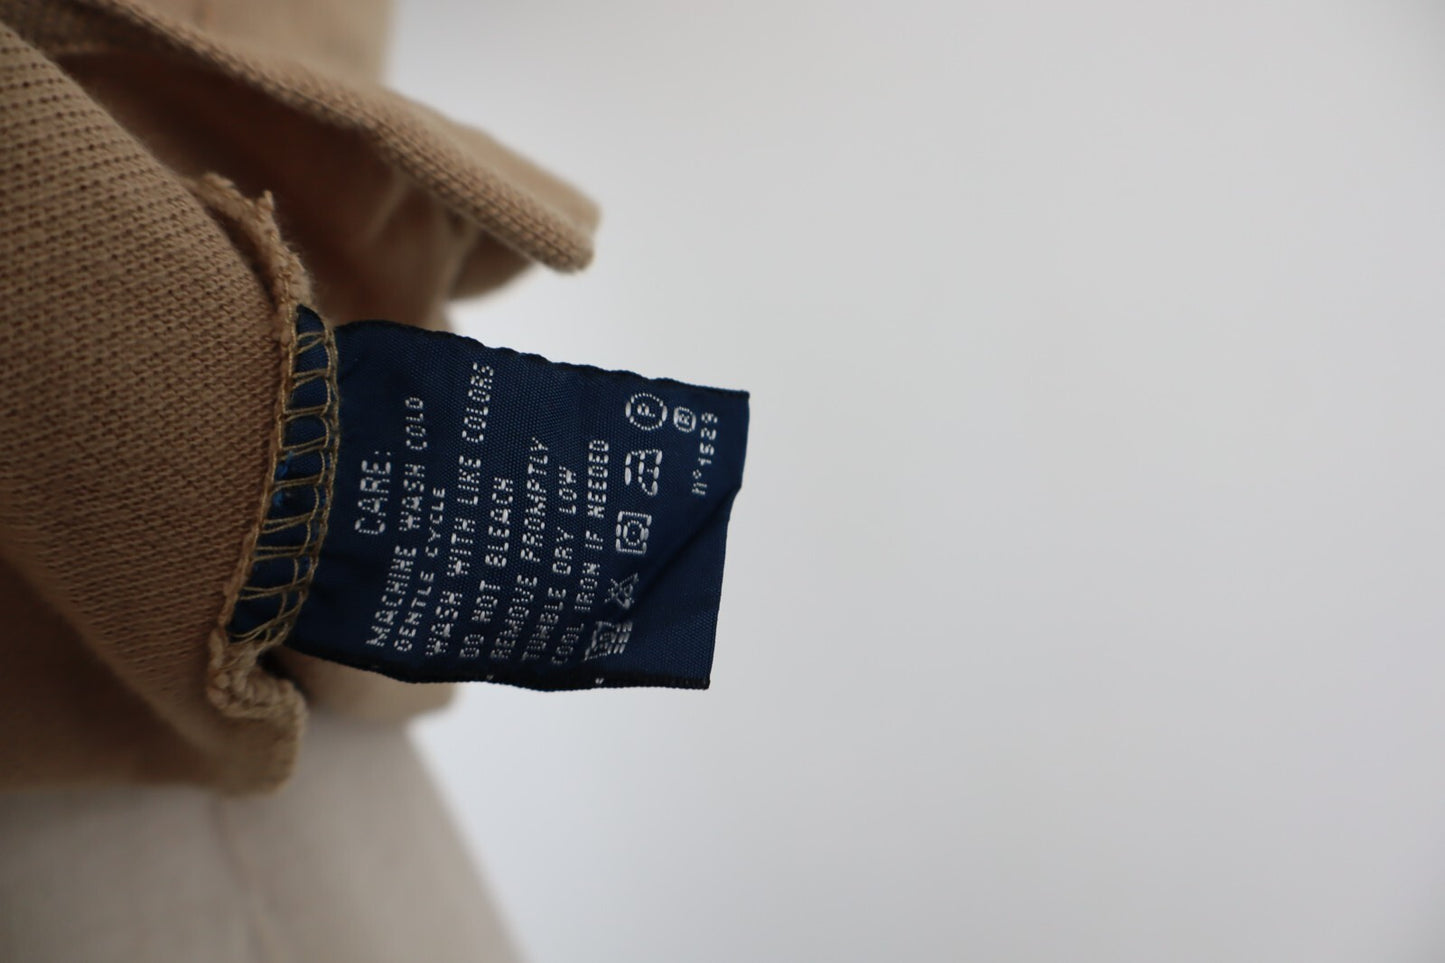 CARE:
MACHINE WASH COLD
GENTLE CYCLE
WASH WITH LIKE COLORS
DO NOT BLEACH
REMOVE PROMPTLY
TUMBLE DRY LOW
COOL IRON IF NEEDED
P
®
N°1529